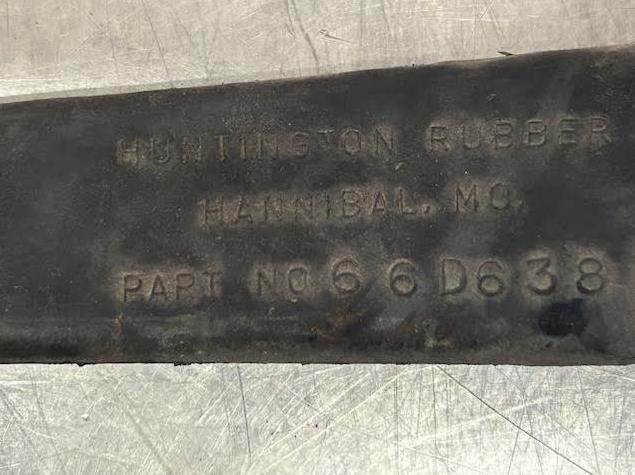 HUNTINGTON RUBBER
HANNIBAL, MO.
PART NO 66D638